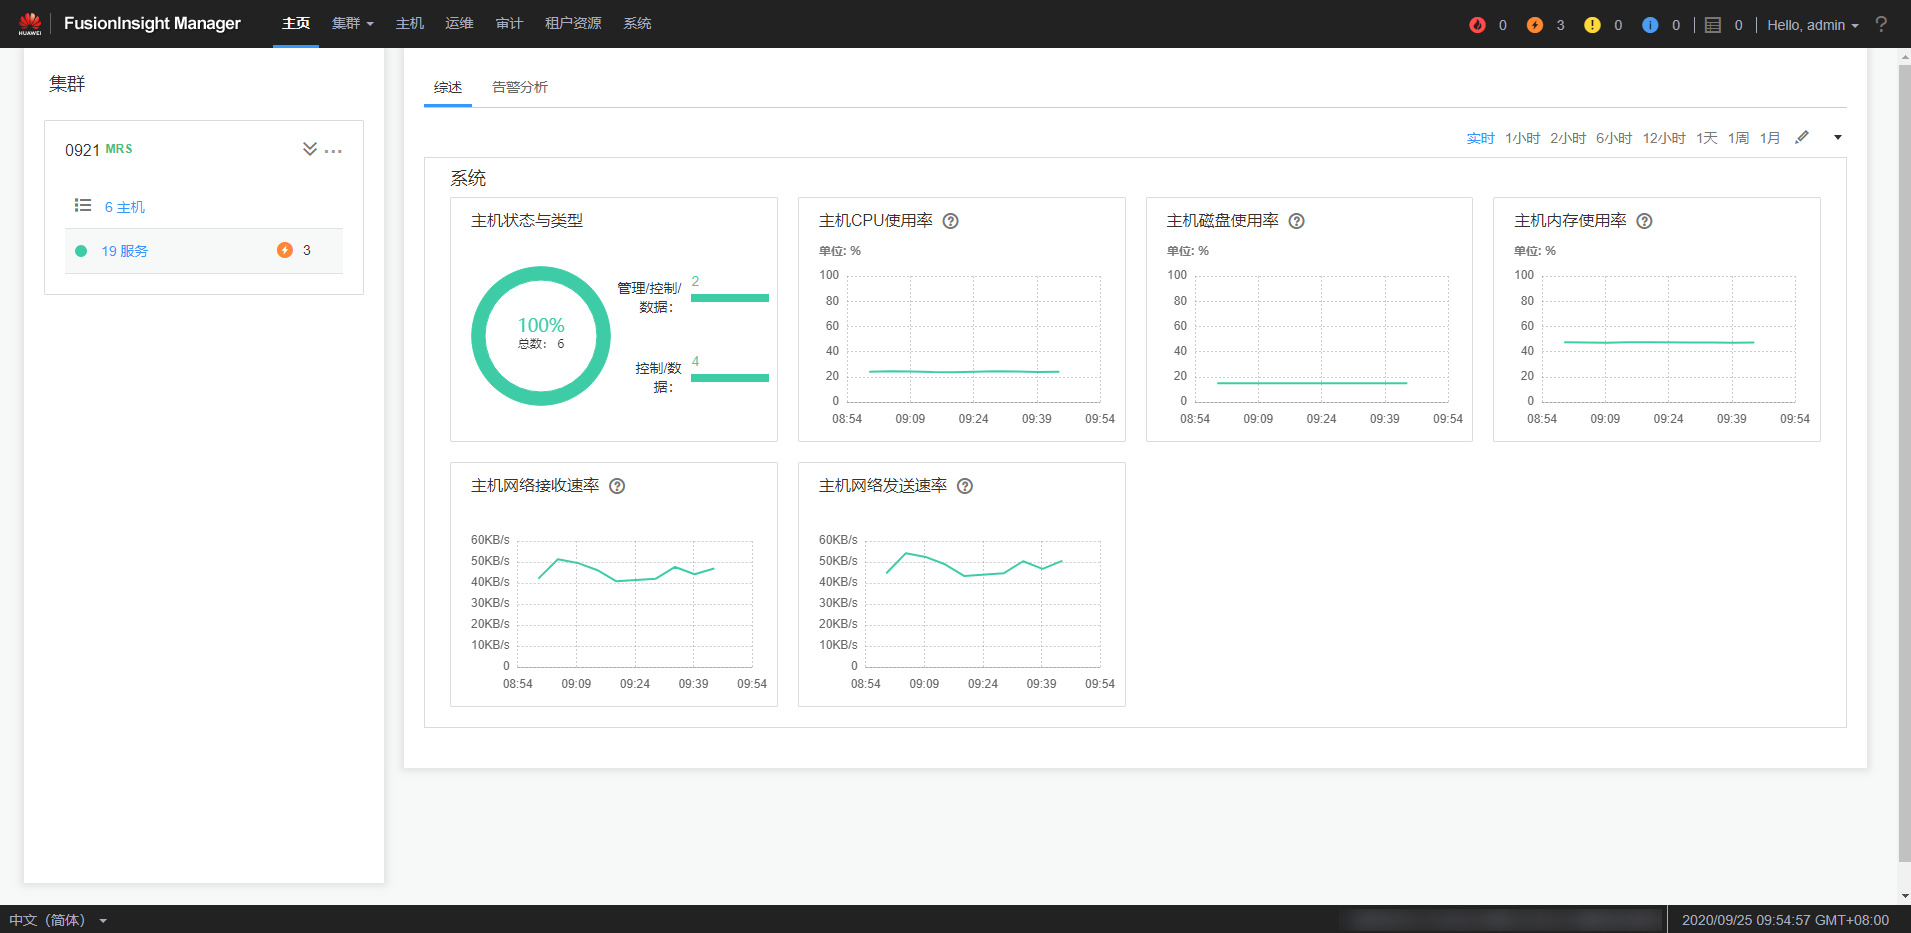 HUAWEI
FusionInsight Manager
主页 集群 主机 运维 审计 租户资源 系统
0 3 0 0 0 Hello, admin ?
集群
0921 MRS
6 主机
19 服务 3
综述 告警分析
实时 1小时 2小时 6小时 12小时 1天 1周 1月
系统
主机状态与类型
100%
总数: 6
管理/控制/
数据:
2
控制/数
据:
4
主机CPU使用率 ?
单位: %
100
80
60
40
20
0
08:54 09:09 09:24 09:39 09:54
主机磁盘使用率 ?
单位: %
100
80
60
40
20
0
08:54 09:09 09:24 09:39 09:54
主机内存使用率 ?
单位: %
100
80
60
40
20
0
08:54 09:09 09:24 09:39 09:54
主机网络接收速率 ?
60KB/s
50KB/s
40KB/s
30KB/s
20KB/s
10KB/s
0
08:54 09:09 09:24 09:39 09:54
主机网络发送速率 ?
60KB/s
50KB/s
40KB/s
30KB/s
20KB/s
10KB/s
0
08:54 09:09 09:24 09:39 09:54
中文（简体）
2020/09/25 09:54:57 GMT+08:00